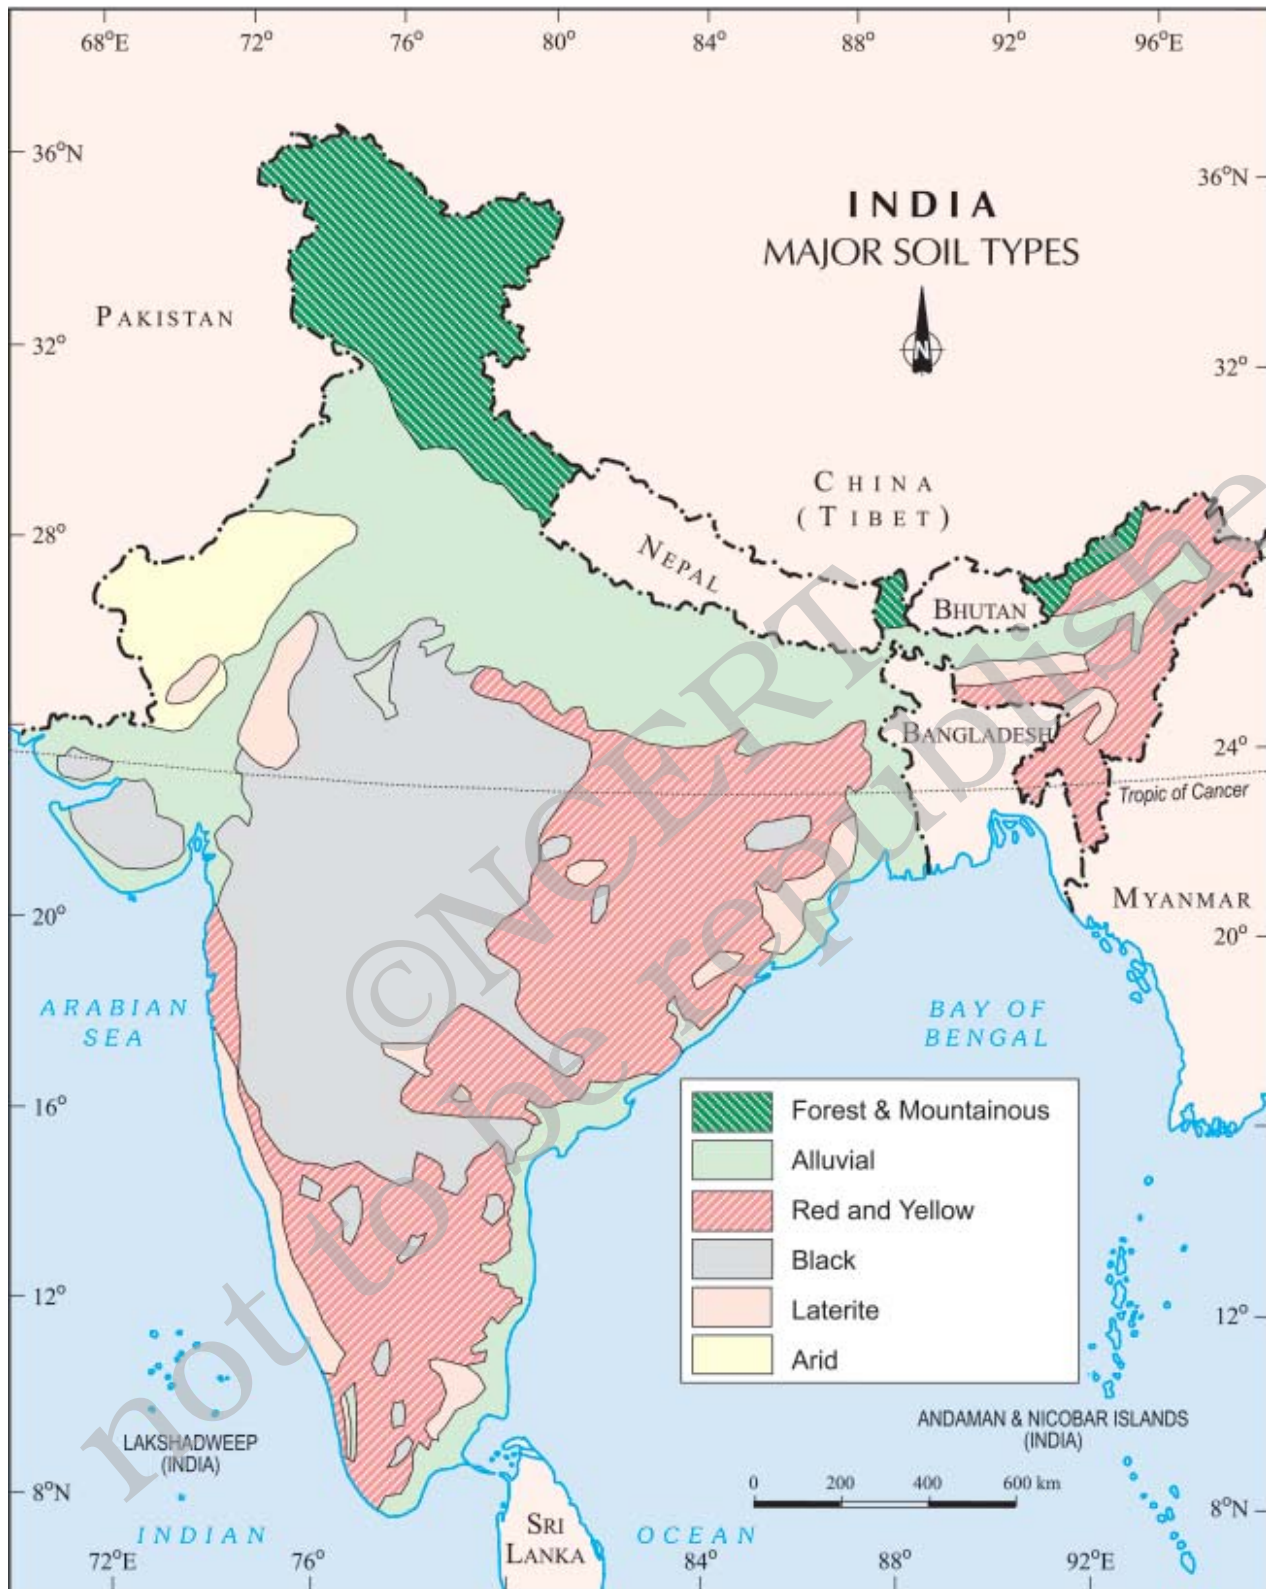 68°E 72° 76° 80° 84° 88° 92° 96°E
36°N
36°N
INDIA
MAJOR SOIL TYPES
N
PAKISTAN
32°
32°
CHINA
(TIBET)
28°
NEPAL
BHUTAN
BANGLADESH
24°
Tropic of Cancer
MYANMAR
20°
20°
ARABIAN
SEA
BAY OF
BENGAL
16°
Forest & Mountainous
Alluvial
Red and Yellow
Black
Laterite
Arid
12°
12°
LAKSHADWEEP
(INDIA)
ANDAMAN & NICOBAR ISLANDS
(INDIA)
0 200 400 600 km
8°N
8°N
INDIAN OCEAN
SRI
LANKA
72°E 76° 84° 88° 92°E
©NCERT
not to be republishe